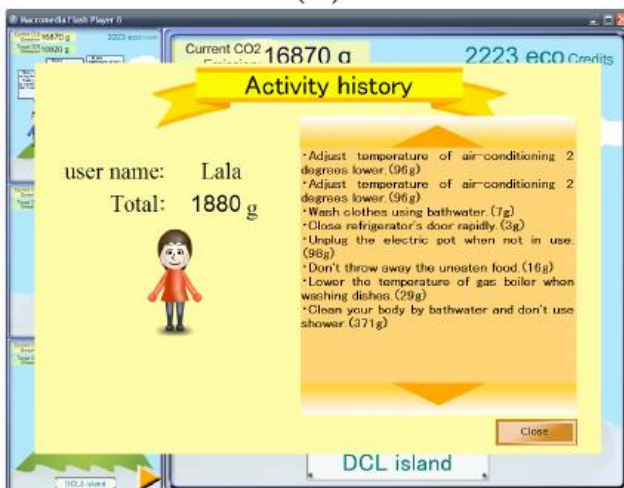 Macromedia Flash Player 8
Current CO2 16870 g
2223 eco Credits
Activity history
user name: Lala
Total: 1880 g
・Adjust temperature of air-conditioning 2
degrees lower.(96g)
・Adjust temperature of air-conditioning 2
degrees lower.(96g)
・Wash clothes using bathwater.(7g)
・Close refrigerator's door rapidly.(3g)
・Unplug the electric pot when not in use.
(98g)
・Don't throw away the uneaten food.(16g)
・Lower the temperature of gas boiler when
washing dishes.(29g)
・Clean your body by bathwater and don't use
shower.(371g)
Close
DCL island